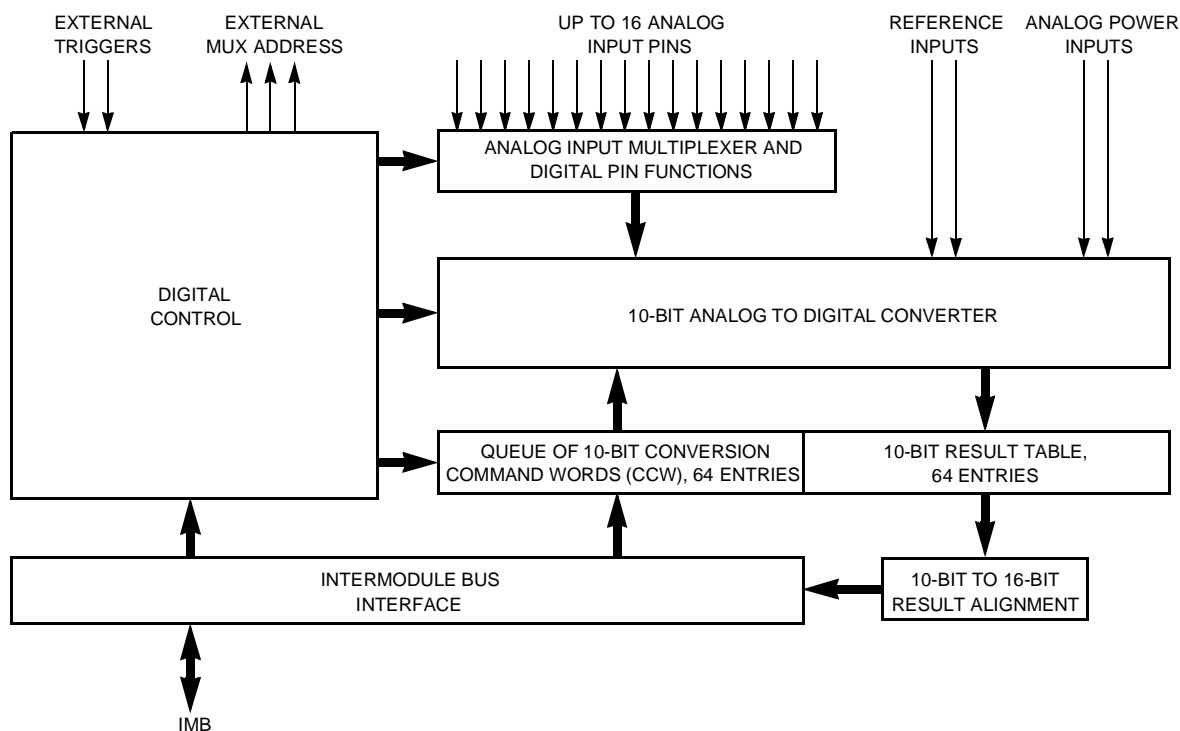 EXTERNAL
TRIGGERS
EXTERNAL
MUX ADDRESS
UP TO 16 ANALOG
INPUT PINS
REFERENCE
INPUTS
ANALOG POWER
INPUTS
ANALOG INPUT MULTIPLEXER AND
DIGITAL PIN FUNCTIONS
DIGITAL
CONTROL
10-BIT ANALOG TO DIGITAL CONVERTER
QUEUE OF 10-BIT CONVERSION
COMMAND WORDS (CCW), 64 ENTRIES
10-BIT RESULT TABLE,
64 ENTRIES
INTERMODULE BUS
INTERFACE
10-BIT TO 16-BIT
RESULT ALIGNMENT
IMB